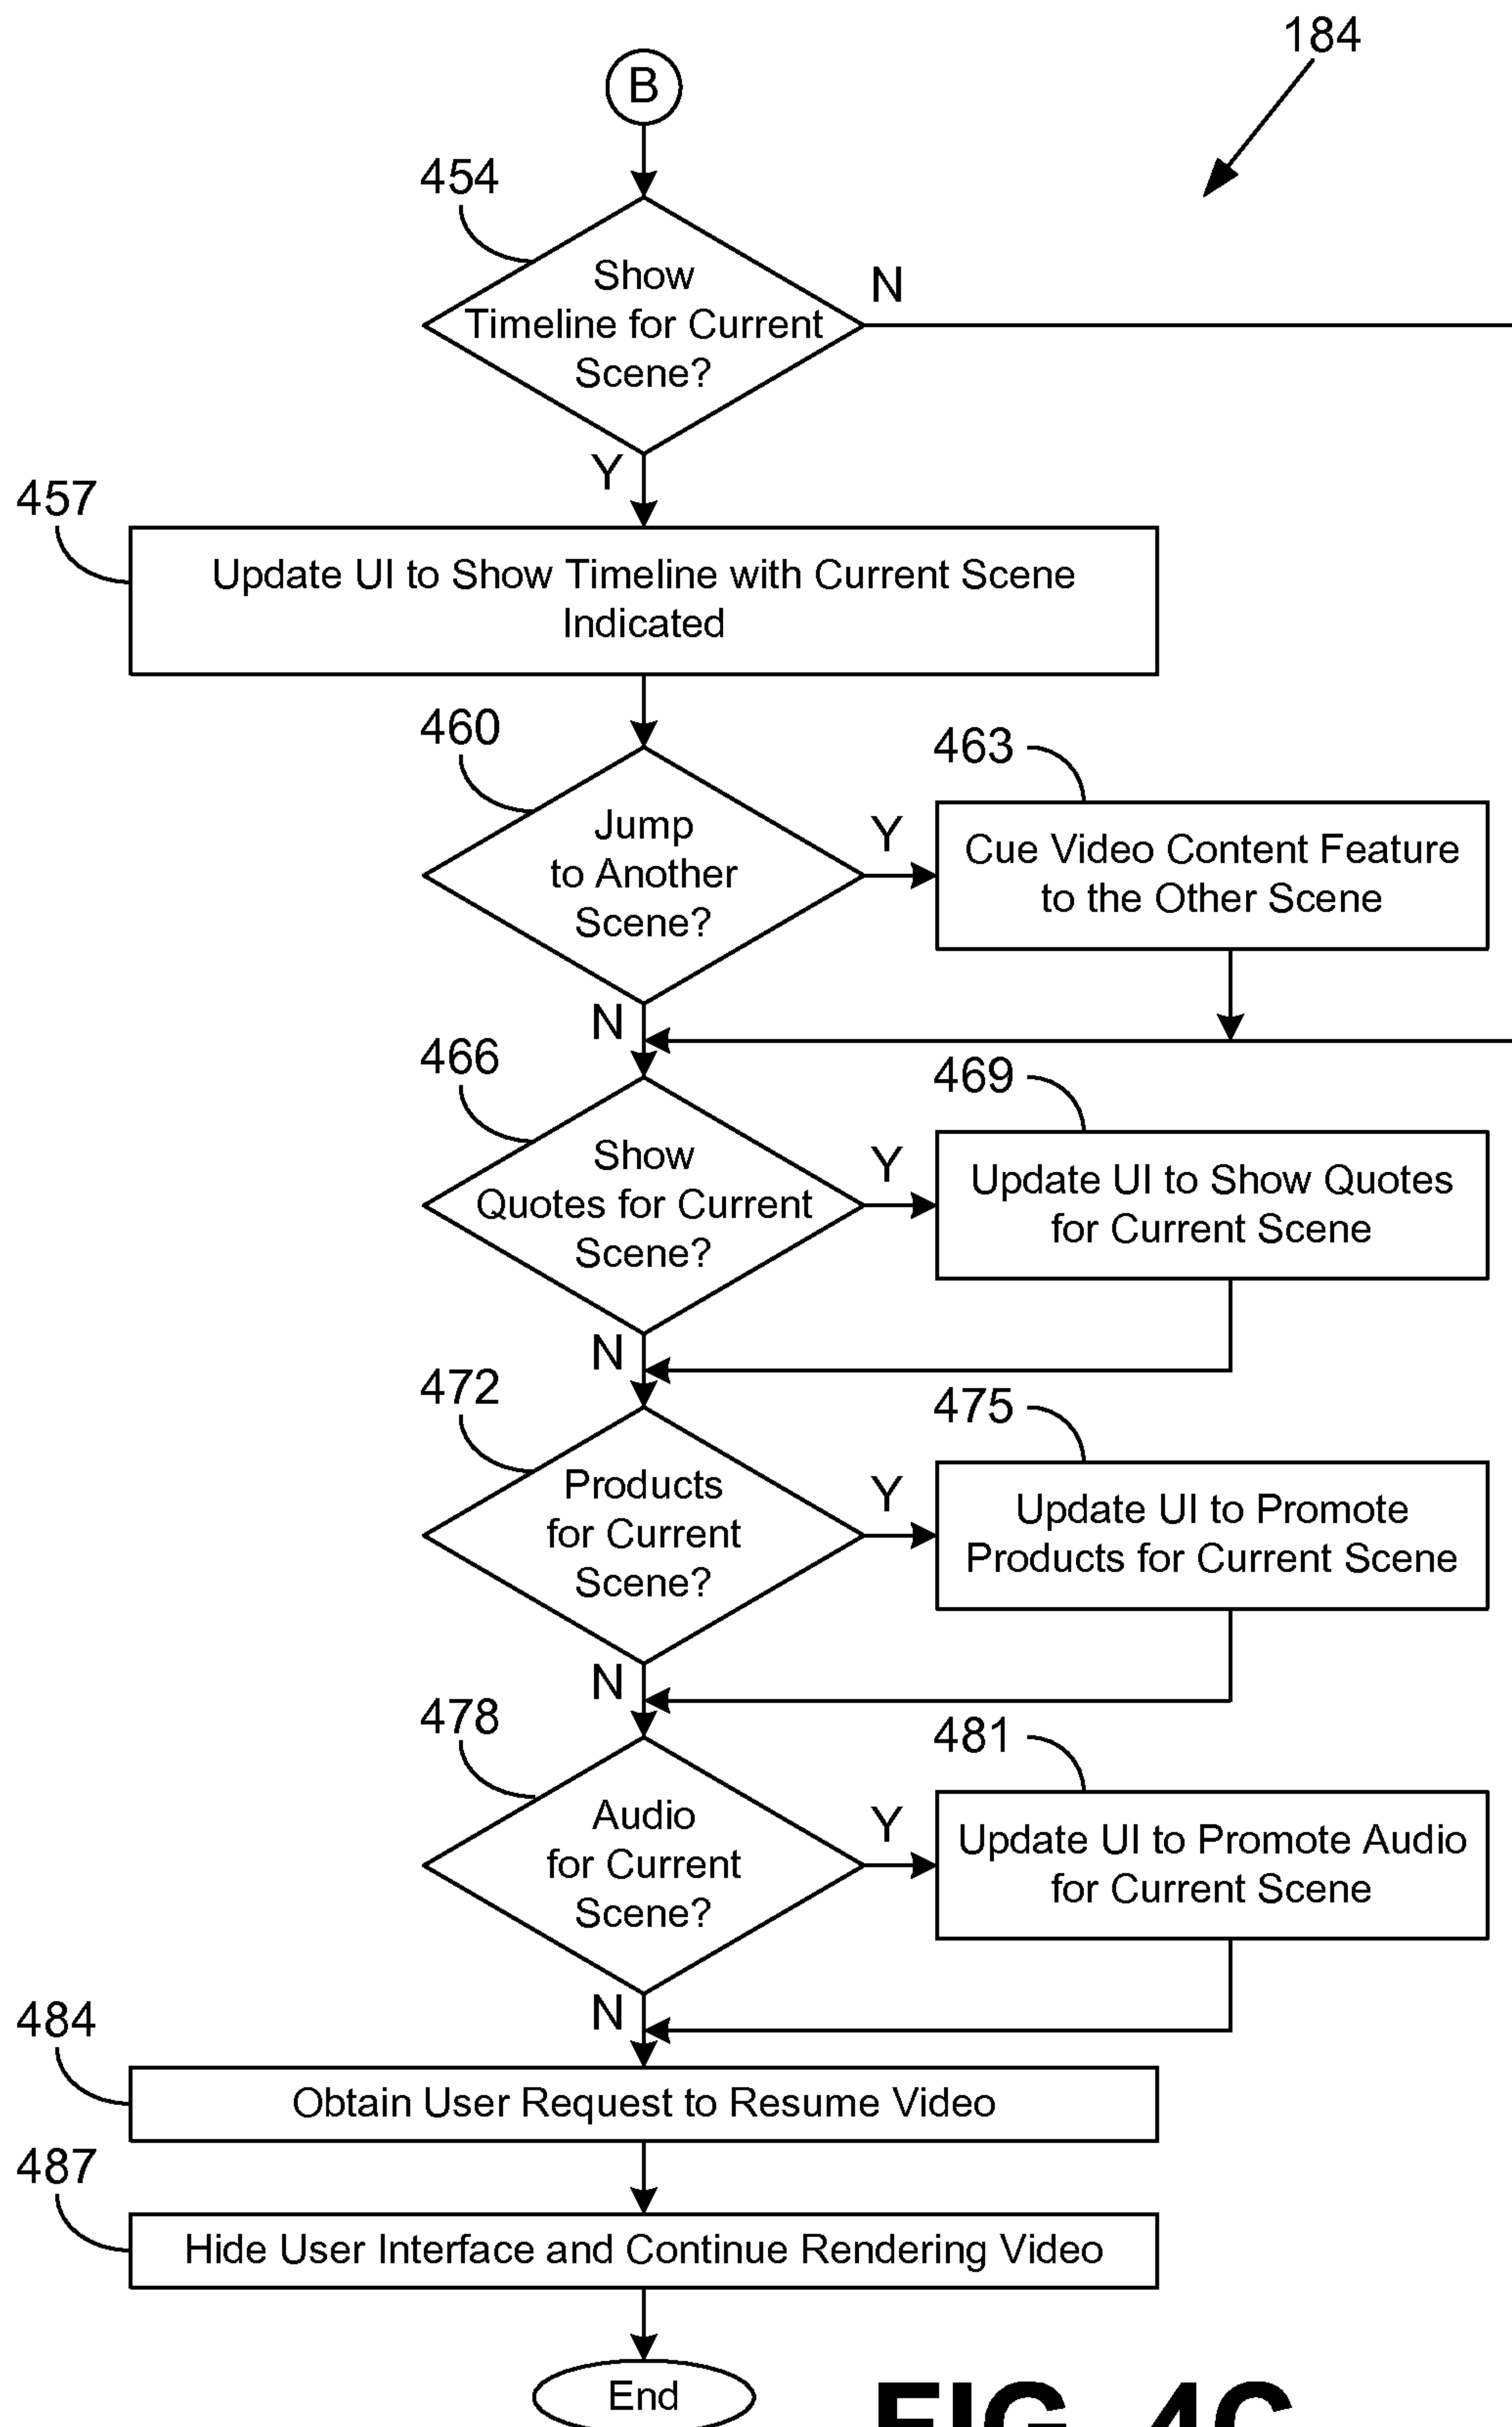 184
B
454
Show
Timeline for Current
Scene?
N
Y
457
Update UI to Show Timeline with Current Scene
Indicated
460
Jump
to Another
Scene?
Y
463
Cue Video Content Feature
to the Other Scene
N
466
Show
Quotes for Current
Scene?
Y
469
Update UI to Show Quotes
for Current Scene
N
472
Products
for Current
Scene?
Y
475
Update UI to Promote
Products for Current Scene
N
478
Audio
for Current
Scene?
Y
481
Update UI to Promote Audio
for Current Scene
N
484
Obtain User Request to Resume Video
487
Hide User Interface and Continue Rendering Video
End
FIG. 4C